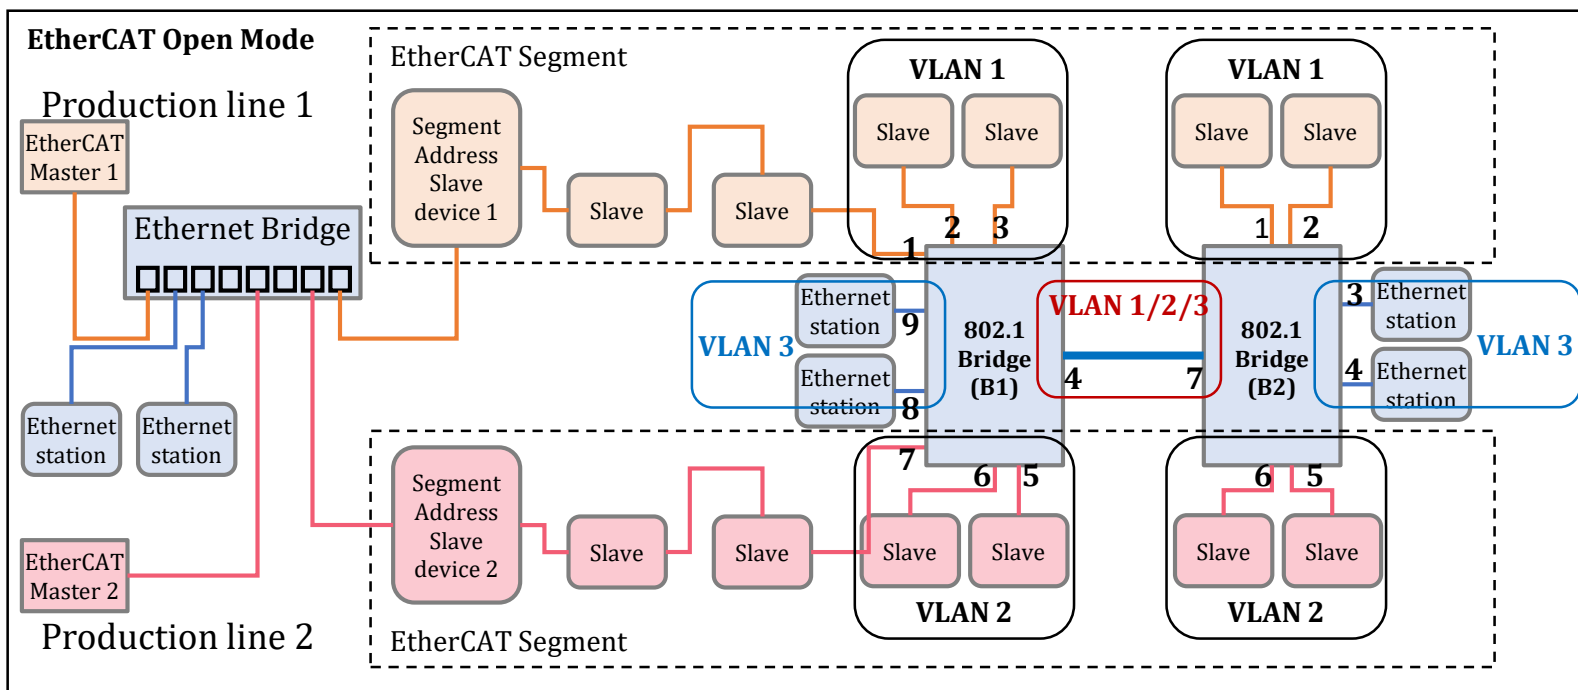 EtherCAT Open Mode
Production line 1
EtherCAT
Master 1
Ethernet Bridge
Ethernet
station
Ethernet
station
EtherCAT
Master 2
Production line 2
EtherCAT Segment
Segment
Address
Slave
device 1
Slave
Slave
VLAN 1
Slave
Slave
1
2
3
VLAN 1
Slave
Slave
1
2
VLAN 3
Ethernet
station
9
Ethernet
station
8
802.1
Bridge
(B1)
VLAN 1/2/3
4
7
802.1
Bridge
(B2)
3
Ethernet
station
4
Ethernet
station
VLAN 3
Segment
Address
Slave
device 2
Slave
Slave
7
6
5
Slave
Slave
VLAN 2
6
5
Slave
Slave
VLAN 2
EtherCAT Segment